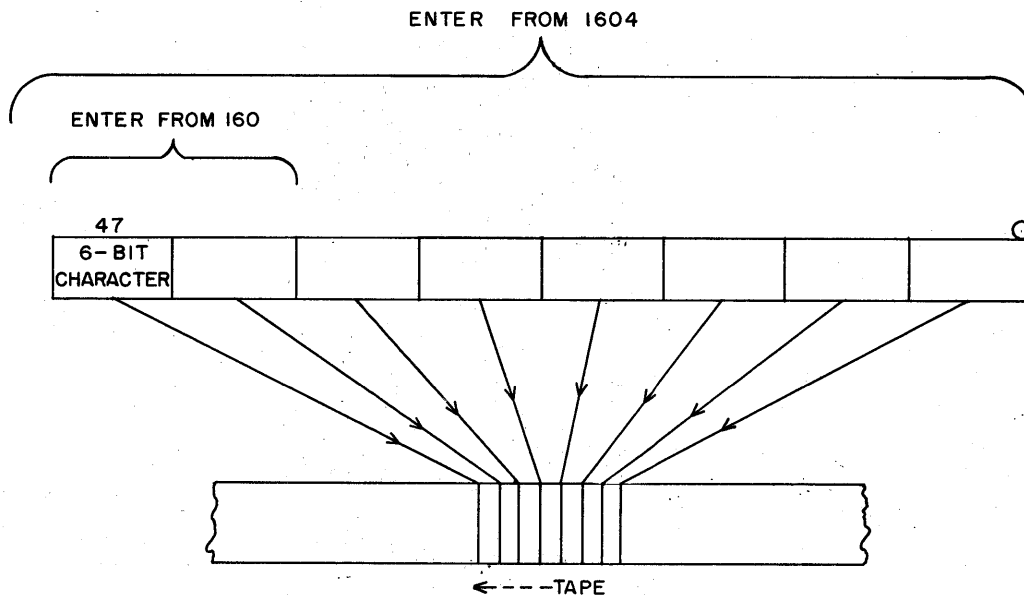 ENTER FROM 1604
ENTER FROM 160
47
6-BIT
CHARACTER
TAPE